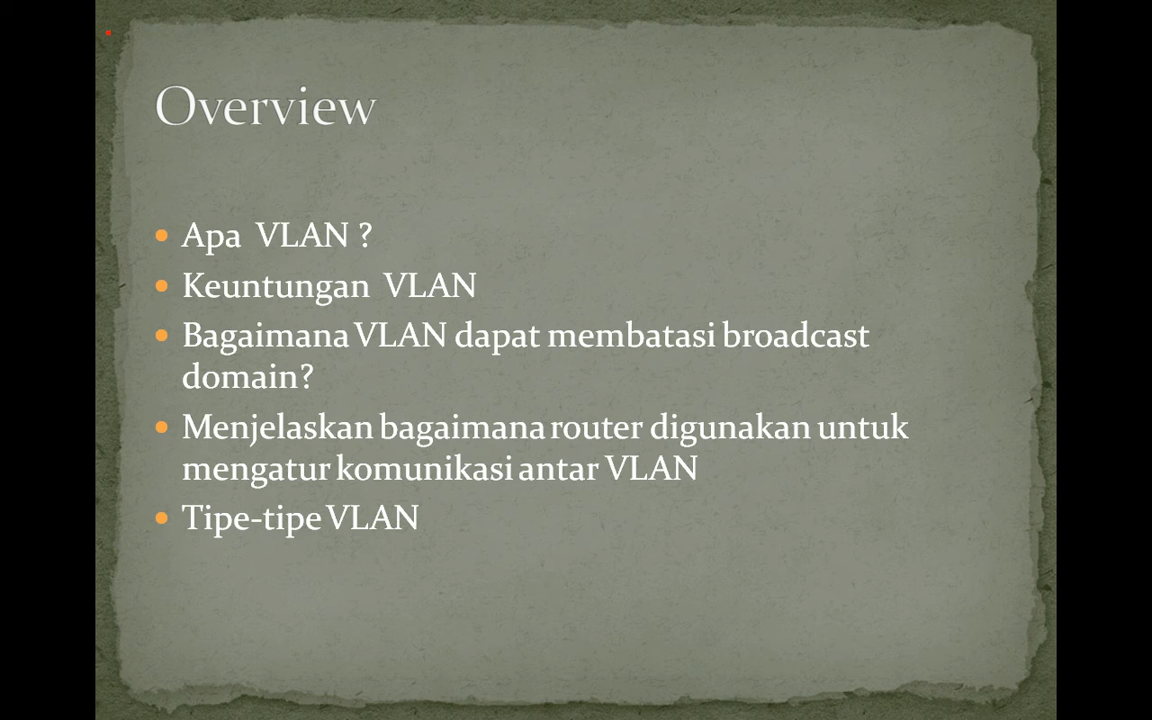 Overview
Apa VLAN ?
Keuntungan VLAN
Bagaimana VLAN dapat membatasi broadcast
domain?
Menjelaskan bagaimana router digunakan untuk
mengatur komunikasi antar VLAN
Tipe-tipe VLAN